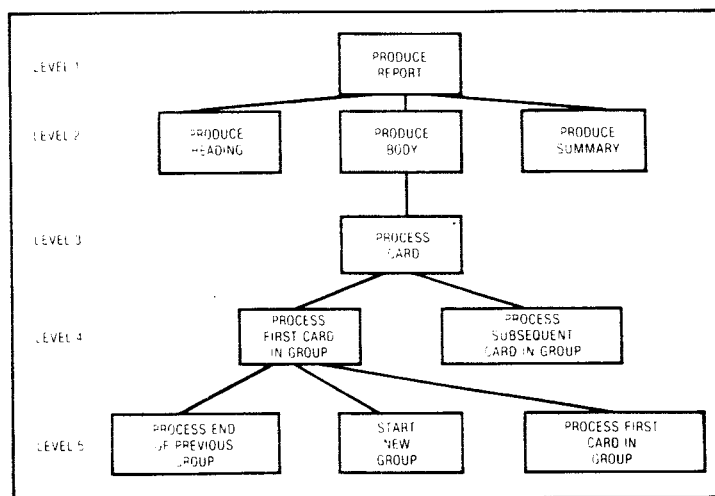 LEVEL 1
PRODUCE
REPORT
LEVEL 2
PRODUCE
HEADING
PRODUCE
BODY
PRODUCE
SUMMARY
LEVEL 3
PROCESS
CARD
LEVEL 4
PROCESS
FIRST CARD
IN GROUP
PROCESS
SUBSEQUENT
CARD IN GROUP
LEVEL 5
PROCESS END
OF PREVIOUS
GROUP
START
NEW
GROUP
PROCESS FIRST
CARD IN
GROUP